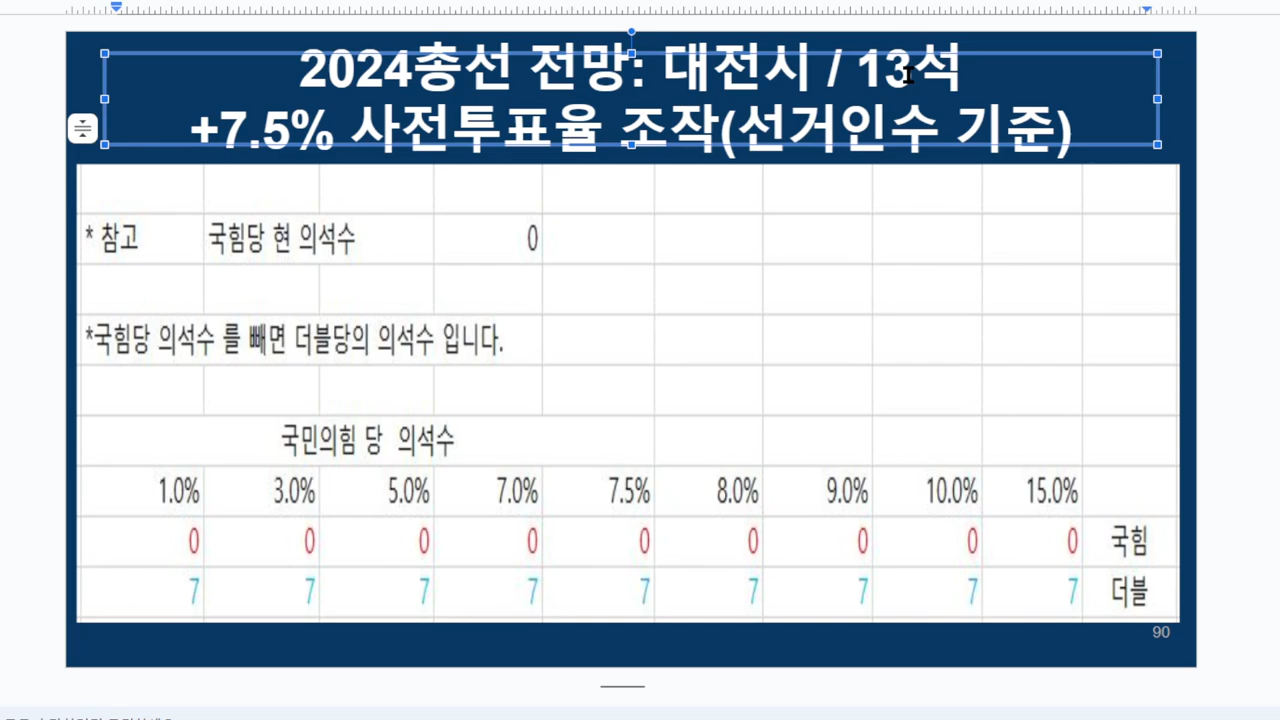 2024총선 전망: 대전시 / 13석
+7.5% 사전투표율 조작(선거인수 기준)
* 참고 국힘당 현 의석수 0
*국힘당 의석수 를 빼면 더블당의 의석수 입니다.
국민의힘 당 의석수
1.0% 3.0% 5.0% 7.0% 7.5% 8.0% 9.0% 10.0% 15.0%
0 0 0 0 0 0 0 0 0 국힘
7 7 7 7 7 7 7 7 7 더블
90